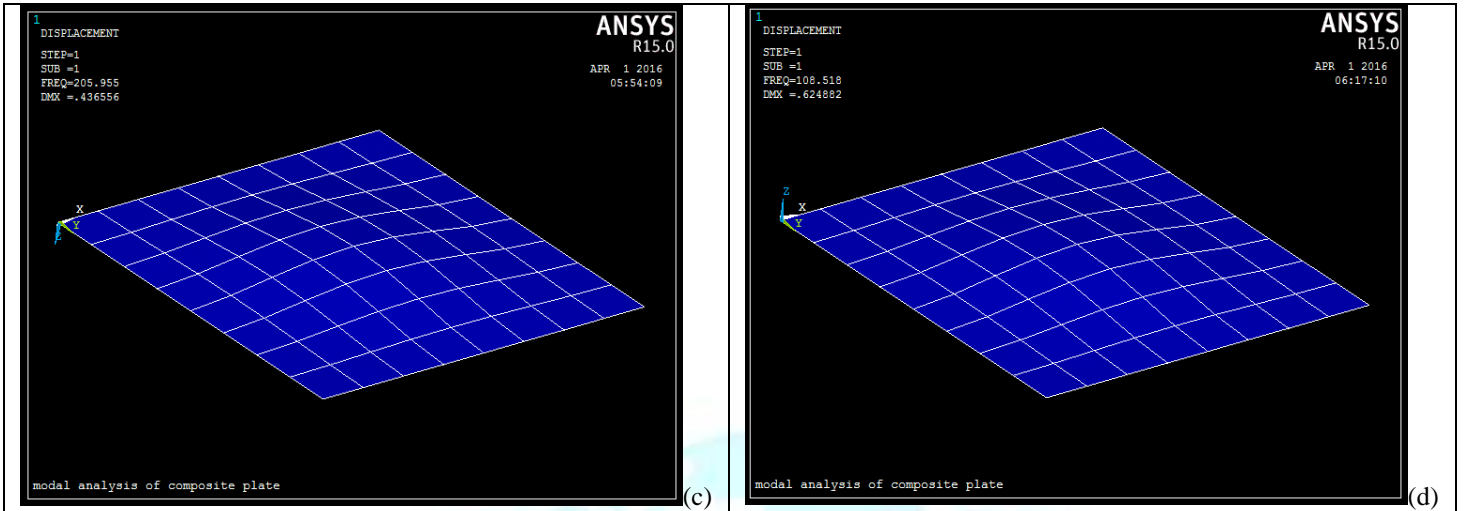 1
DISPLACEMENT
STEP=1
SUB =1
FREQ=205.955
DMX =.436556
ANSYS
R15.0
APR 1 2016
05:54:09
X
Y
Z
modal analysis of composite plate
(c)
1
DISPLACEMENT
STEP=1
SUB =1
FREQ=108.518
DMX =.624882
ANSYS
R15.0
APR 1 2016
06:17:10
Z
X
Y
modal analysis of composite plate
(d)